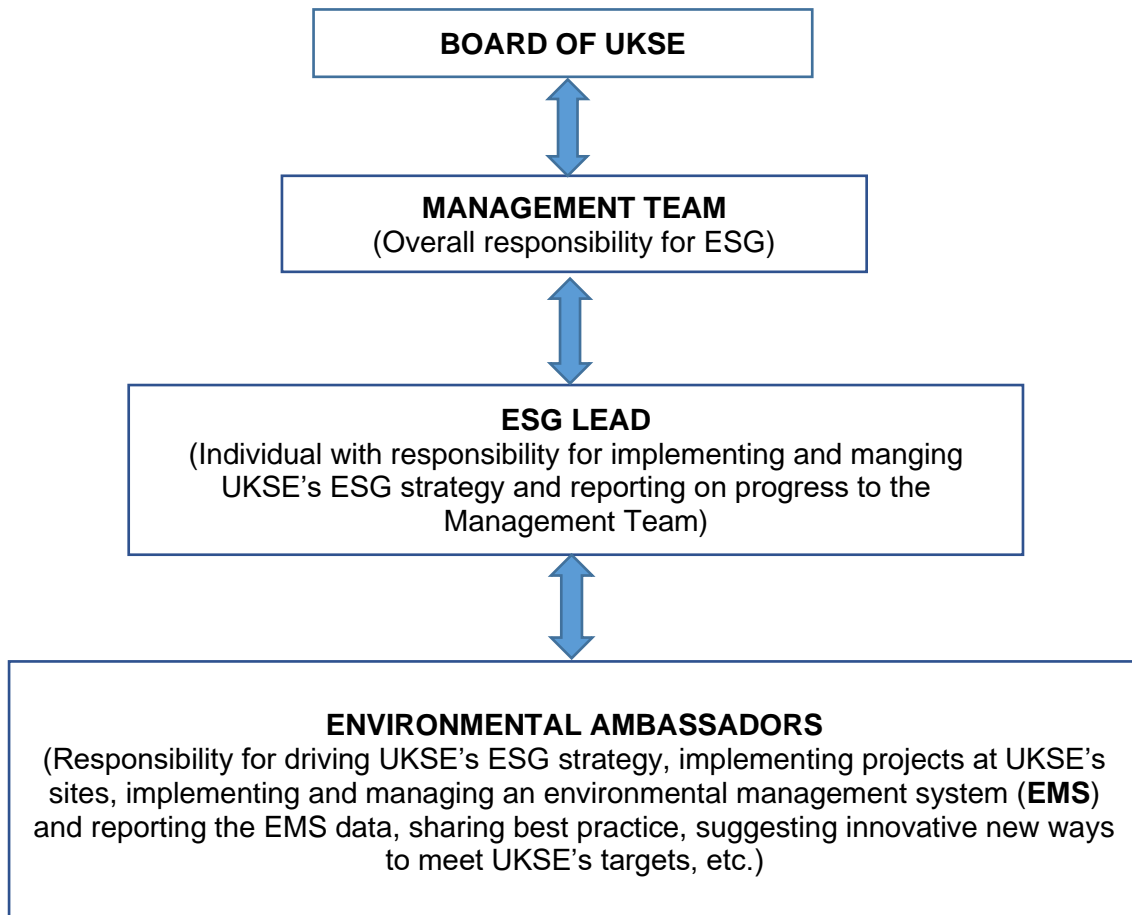 BOARD OF UKSE
MANAGEMENT TEAM
(Overall responsibility for ESG)
ESG LEAD
(Individual with responsibility for implementing and manging
UKSE’s ESG strategy and reporting on progress to the
Management Team)
ENVIRONMENTAL AMBASSADORS
(Responsibility for driving UKSE’s ESG strategy, implementing projects at UKSE’s
sites, implementing and managing an environmental management system (EMS)
and reporting the EMS data, sharing best practice, suggesting innovative new ways
to meet UKSE’s targets, etc.)